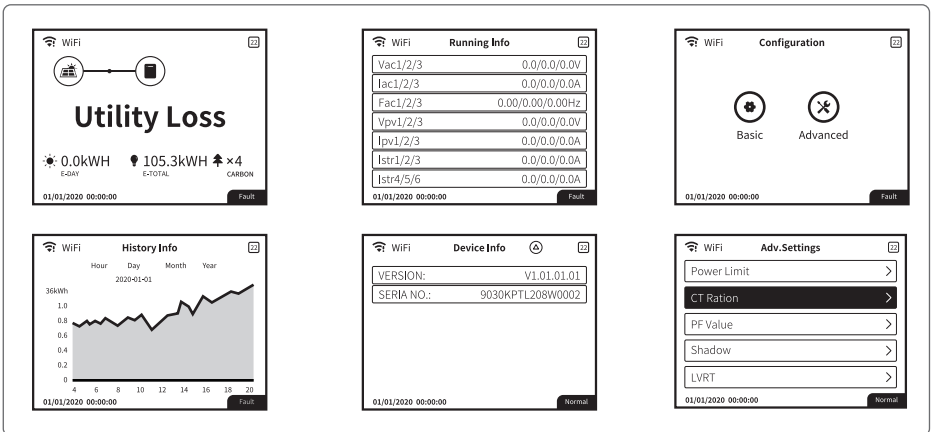 WiFi 22
Utility Loss
0.0kWH 105.3kWH ×4
E-DAY E-TOTAL CARBON
01/01/2020 00:00:00 Fault
WiFi Running Info 22
Vac1/2/3 0.0/0.0/0.0V
Iac1/2/3 0.0/0.0/0.0A
Fac1/2/3 0.00/0.00/0.00Hz
Vpv1/2/3 0.0/0.0/0.0V
Ipv1/2/3 0.0/0.0/0.0A
Istr1/2/3 0.0/0.0/0.0A
Istr4/5/6 0.0/0.0/0.0A
01/01/2020 00:00:00 Fault
WiFi Configuration 22
Basic Advanced
01/01/2020 00:00:00 Fault
WiFi History Info 22
Hour Day Month Year
2020-01-01
36kWh
1.0
0.8
0.6
0.4
0.2
0
4 6 8 10 12 14 16 18 20
01/01/2020 00:00:00 Fault
WiFi Device Info 22
VERSION: V1.01.01.01
SERIA NO.: 9030KPTL208W0002
01/01/2020 00:00:00 Normal
WiFi Adv.Settings 22
Power Limit
CT Ration
PF Value
Shadow
LVRT
01/01/2020 00:00:00 Normal